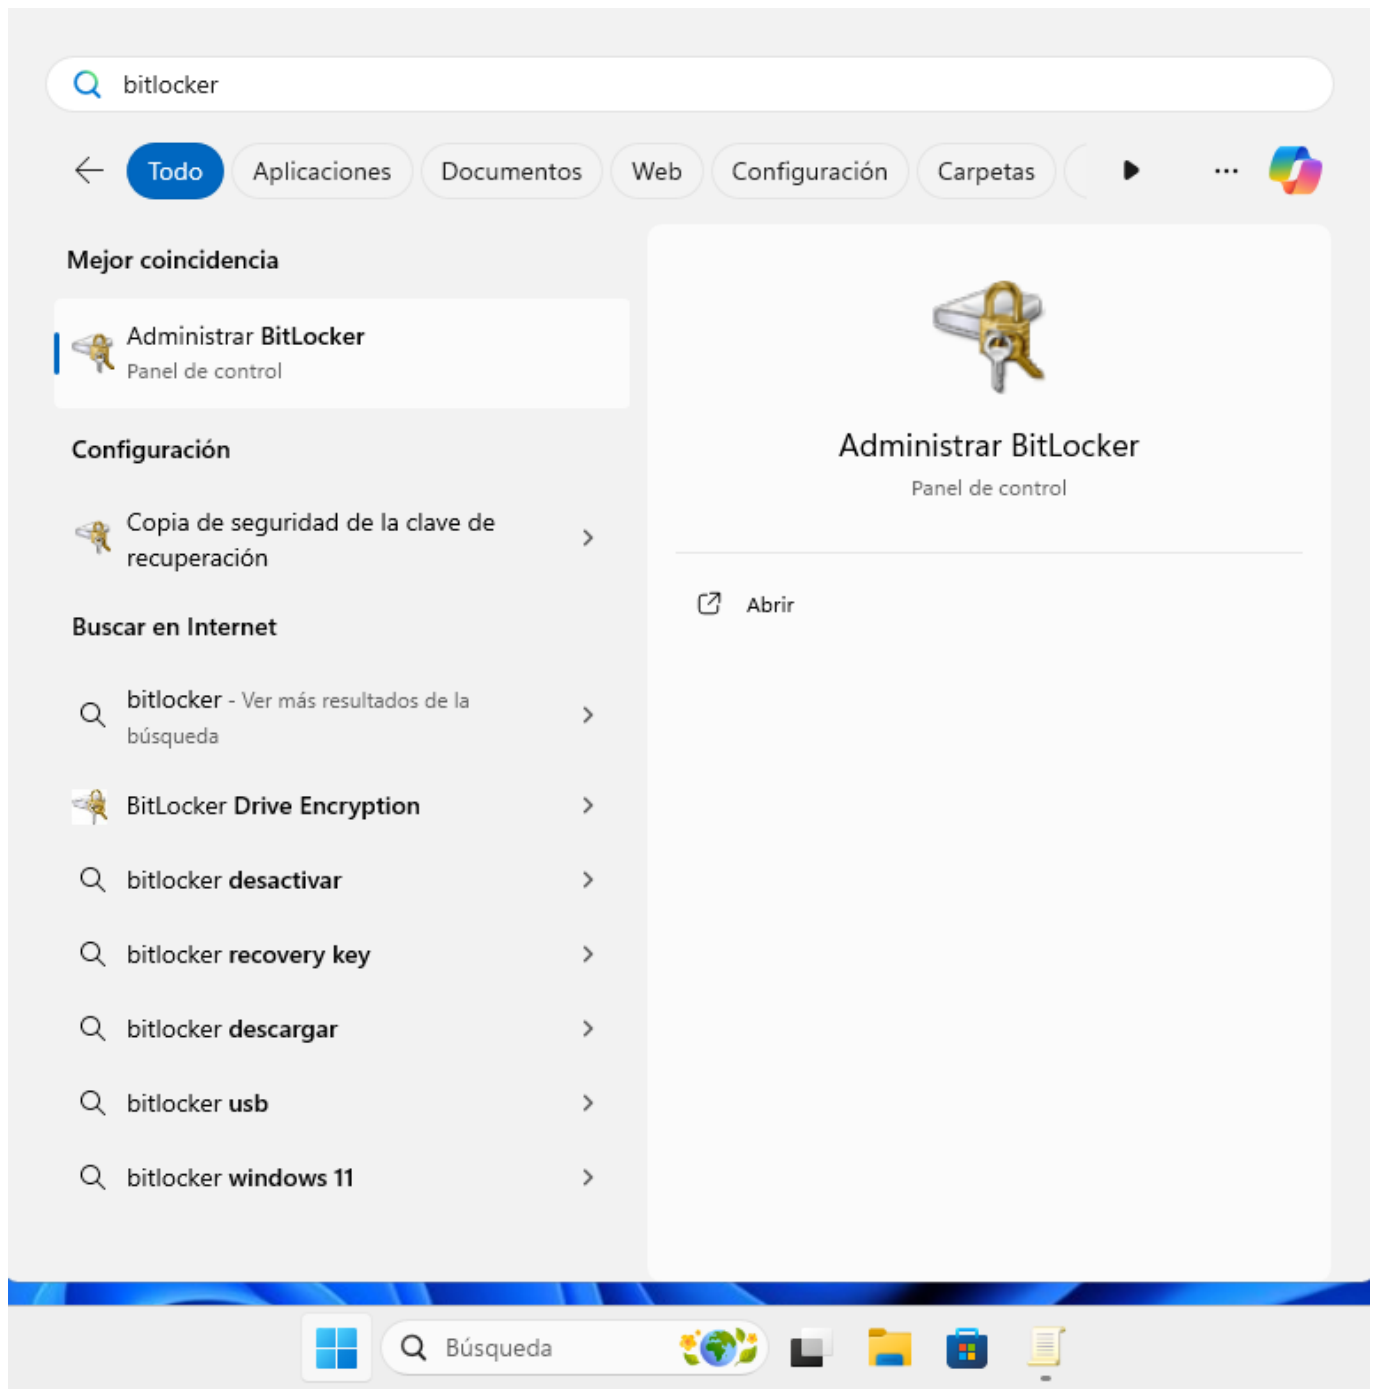 bitlocker
Todo
Aplicaciones
Documentos
Web
Configuración
Carpetas
Mejor coincidencia
Administrar BitLocker
Panel de control
Configuración
Copia de seguridad de la clave de
recuperación
Buscar en Internet
bitlocker - Ver más resultados de la
búsqueda
BitLocker Drive Encryption
bitlocker desactivar
bitlocker recovery key
bitlocker descargar
bitlocker usb
bitlocker windows 11
Administrar BitLocker
Panel de control
Abrir
Búsqueda